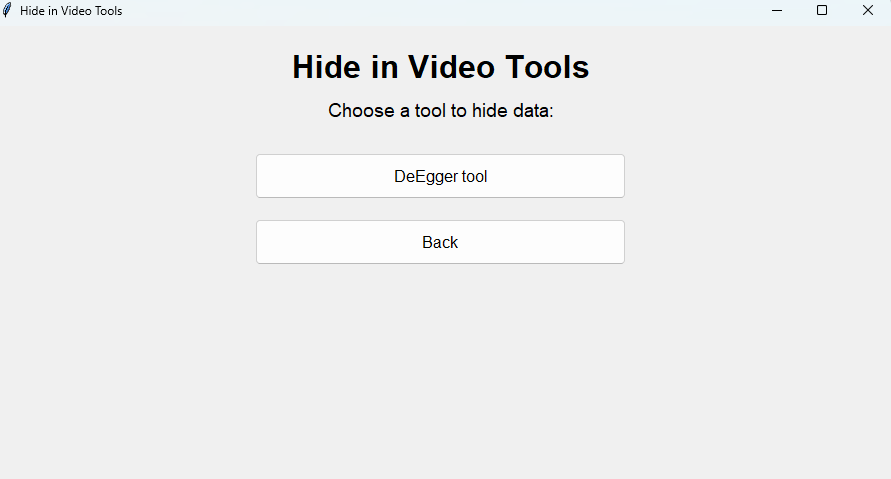 Hide in Video Tools
Hide in Video Tools
Choose a tool to hide data:
DeEgger tool
Back